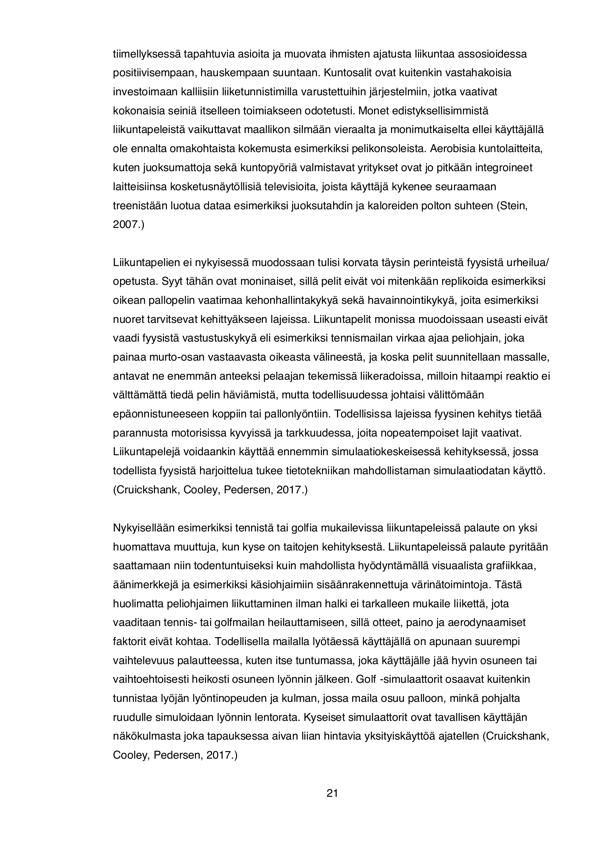 tiimellyksessä tapahtuvia asioita ja muovata ihmisten ajatusta liikuntaa assosioidessa
positiivisempaan, hauskempaan suuntaan. Kuntosalit ovat kuitenkin vastahakoisia
investoimaan kalliisiin liiketunnistimilla varustettuihin järjestelmiin, jotka vaativat
kokonaisia seiniä itselleen toimiakseen odotetusti. Monet edistyksellisimmistä
liikuntapeleistä vaikuttavat maallikon silmään vieraalta ja monimutkaiselta ellei käyttäjällä
ole ennalta omakohtaista kokemusta esimerkiksi pelikonsoleista. Aerobisia kuntolaitteita,
kuten juoksumattoja sekä kuntopyöriä valmistavat yritykset ovat jo pitkään integroineet
laitteisiinsa kosketusnäytöllisiä televisioita, joista käyttäjä kykenee seuraamaan
treenistään luotua dataa esimerkiksi juoksutahdin ja kaloreiden polton suhteen (Stein,
2007.)
Liikuntapelien ei nykyisessä muodossaan tulisi korvata täysin perinteistä fyysistä urheilua/
opetusta. Syyt tähän ovat moninaiset, sillä pelit eivät voi mitenkään replikoida esimerkiksi
oikean pallopelin vaatimaa kehonhallintakykyä sekä havainnointikykyä, joita esimerkiksi
nuoret tarvitsevat kehittyäkseen lajeissa. Liikuntapelit monissa muodoissaan useasti eivät
vaadi fyysistä vastustuskykyä eli esimerkiksi tennismailan virkaa ajaa peliohjain, joka
painaa murto-osan vastaavasta oikeasta välineestä, ja koska pelit suunnitellaan massalle,
antavat ne enemmän anteeksi pelaajan tekemissä liikeradoissa, milloin hitaampi reaktio ei
välttämättä tiedä pelin häviämistä, mutta todellisuudessa johtaisi välittömään
epäonnistuneeseen koppiin tai pallonlyöntiin. Todellisissa lajeissa fyysinen kehitys tietää
parannusta motorisissa kyvyissä ja tarkkuudessa, joita nopeatempoiset lajit vaativat.
Liikuntapelejä voidaankin käyttää ennemmin simulaatiokeskeisessä kehityksessä, jossa
todellista fyysistä harjoittelua tukee tietotekniikan mahdollistaman simulaatiodatan käyttö.
(Cruickshank, Cooley, Pedersen, 2017.)
Nykyisellään esimerkiksi tennistä tai golfia mukailevissa liikuntapeleissä palaute on yksi
huomattava muuttuja, kun kyse on taitojen kehityksestä. Liikuntapeleissä palaute pyritään
saattamaan niin todentuntuiseksi kuin mahdollista hyödyntämällä visuaalista grafiikkaa,
äänimerkkejä ja esimerkiksi käsiohjaimiin sisäänrakennettuja värinätoimintoja. Tästä
huolimatta peliohjaimen liikuttaminen ilman halki ei tarkalleen mukaile liikettä, jota
vaaditaan tennis- tai golfmailan heilauttamiseen, sillä otteet, paino ja aerodynaamiset
faktorit eivät kohtaa. Todellisella mailalla lyötäessä käyttäjällä on apunaan suurempi
vaihtelevuus palautteessa, kuten itse tuntumassa, joka käyttäjälle jää hyvin osuneen tai
vaihtoehtoisesti heikosti osuneen lyönnin jälkeen. Golf -simulaattorit osaavat kuitenkin
tunnistaa lyöjän lyöntinopeuden ja kulman, jossa maila osuu palloon, minkä pohjalta
ruudulle simuloidaan lyönnin lentorata. Kyseiset simulaattorit ovat tavallisen käyttäjän
näkökulmasta joka tapauksessa aivan liian hintavia yksityiskäyttöä ajatellen (Cruickshank,
Cooley, Pedersen, 2017.)
21